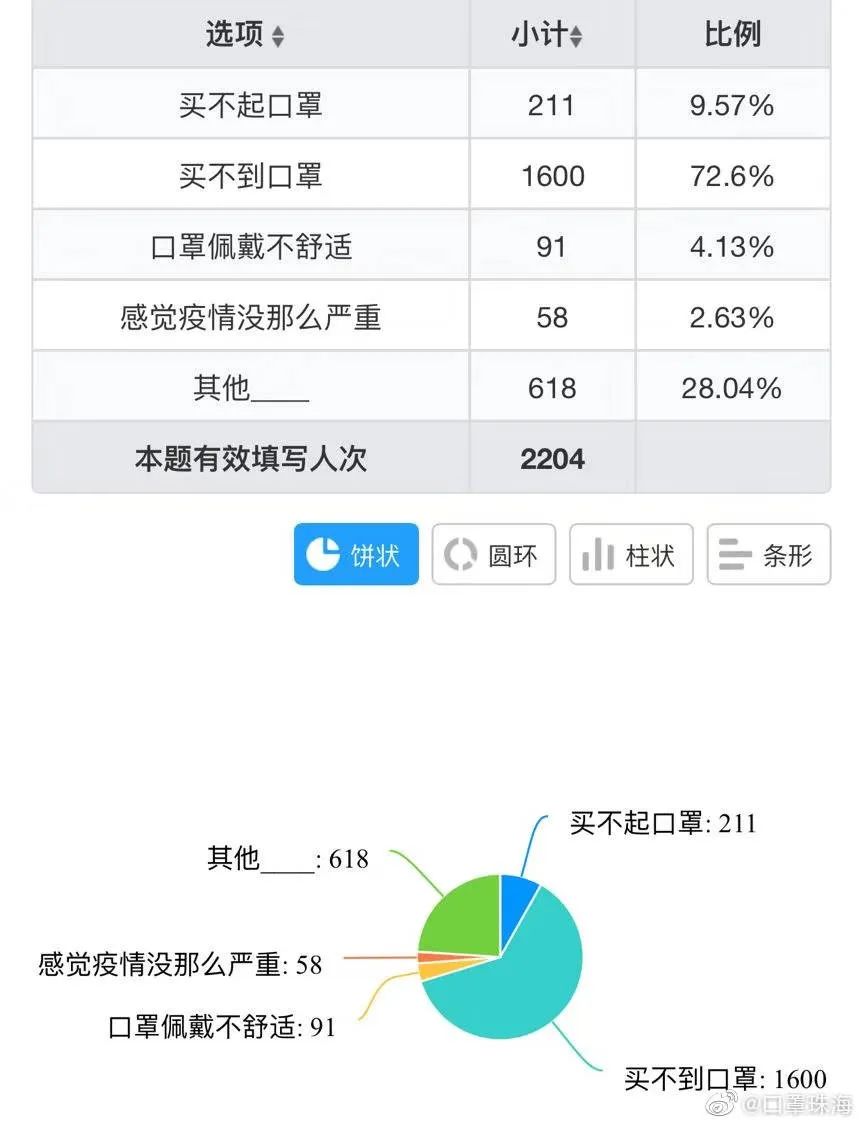 选项 小计 比例
买不起口罩 211 9.57%
买不到口罩 1600 72.6%
口罩佩戴不舒适 91 4.13%
感觉疫情没那么严重 58 2.63%
其他____ 618 28.04%
本题有效填写人次 2204
饼状 圆环 柱状 条形
买不起口罩: 211
其他____: 618
感觉疫情没那么严重: 58
口罩佩戴不舒适: 91
买不到口罩: 1600
@口罩珠海